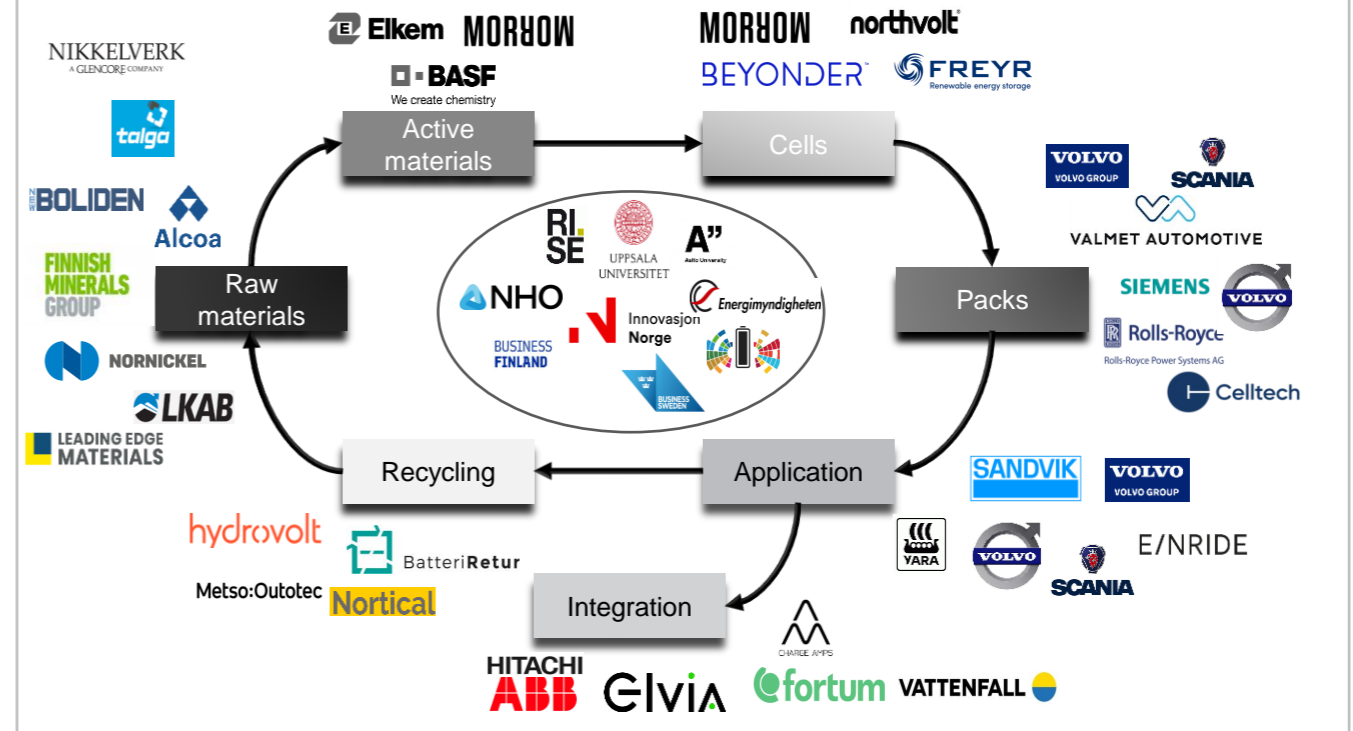 NIKKELVERK
A GLENCORE COMPANY
talga
NEW BOLIDEN
Alcoa
FINNISH
MINERALS
GROUP
Raw
materials
NORNICKEL
LKAB
LEADING EDGE
MATERIALS
E Elkem
MORROW
BASF
We create chemistry
Active
materials
MORROW
northvolt
BEYONDER
FREYR
Renewable energy storage
Cells
VOLVO
VOLVO GROUP
SCANIA
VALMET AUTOMOTIVE
SIEMENS
VOLVO
RR Rolls-Royce
Rolls-Royce Power Systems AG
Celltech
Packs
RI.
SE
UPPSALA
UNIVERSITET
A”
Aalto University
NHO
Innovasjon
Norge
Energimyndigheten
BUSINESS
FINLAND
BUSINESS
SWEDEN
Recycling
hydrovolt
BatteriRetur
Metso:Outotec
Nortical
Application
SANDVIK
VOLVO
VOLVO GROUP
YARA
VOLVO
SCANIA
E/NRIDE
Integration
HITACHI
ABB
Elvia
CHARGE AMPS
fortum
VATTENFALL